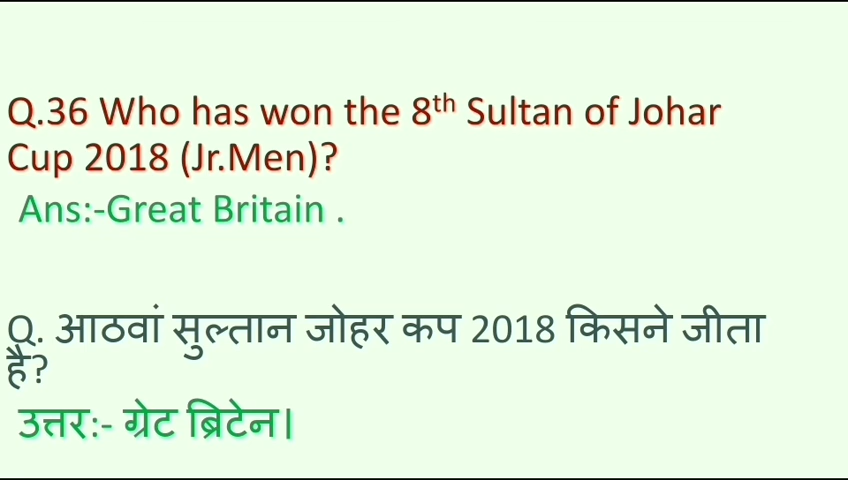 Q.36 Who has won the 8th Sultan of Johar
Cup 2018 (Jr.Men)?
Ans:-Great Britain .
Q. आठवां सुल्तान जोहर कप 2018 किसने जीता
है?
उत्तर:- ग्रेट ब्रिटेन।